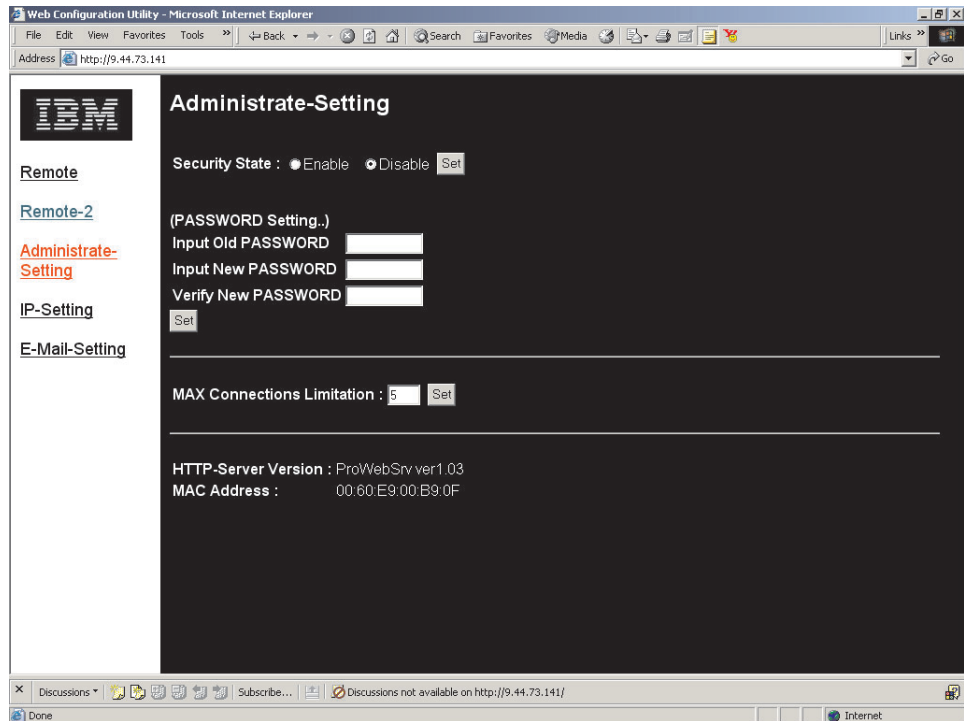 Web Configuration Utility - Microsoft Internet Explorer
File Edit View Favorites Tools » Back Search Favorites Media Links »
Address http://9.44.73.141 Go
IBM
Remote
Remote-2
Administrate-
Setting
IP-Setting
E-Mail-Setting
Administrate-Setting
Security State : Enable Disable Set
(PASSWORD Setting..)
Input Old PASSWORD
Input New PASSWORD
Verify New PASSWORD
Set
MAX Connections Limitation : 5 Set
HTTP-Server Version : ProWebSrv ver1.03
MAC Address : 00:60:E9:00:B9:0F
Discussions Subscribe... Discussions not available on http://9.44.73.141/
Done Internet